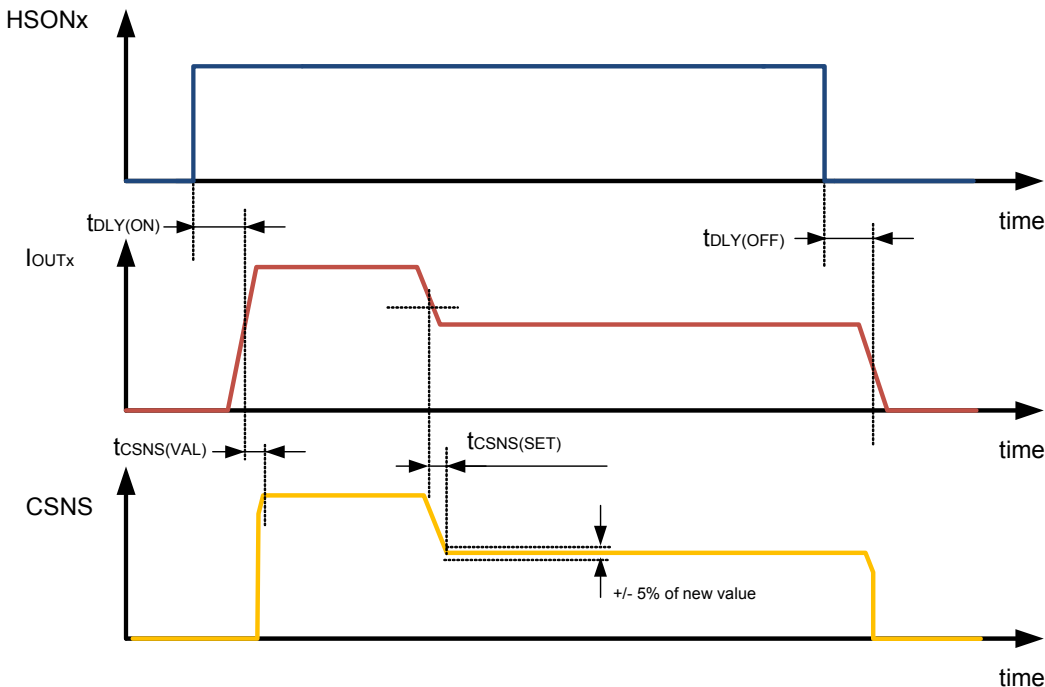 HSONx
time
tDLY(ON)
tDLY(OFF)
IOUTx
time
tCSNS(VAL)
tCSNS(SET)
CSNS
+/- 5% of new value
time